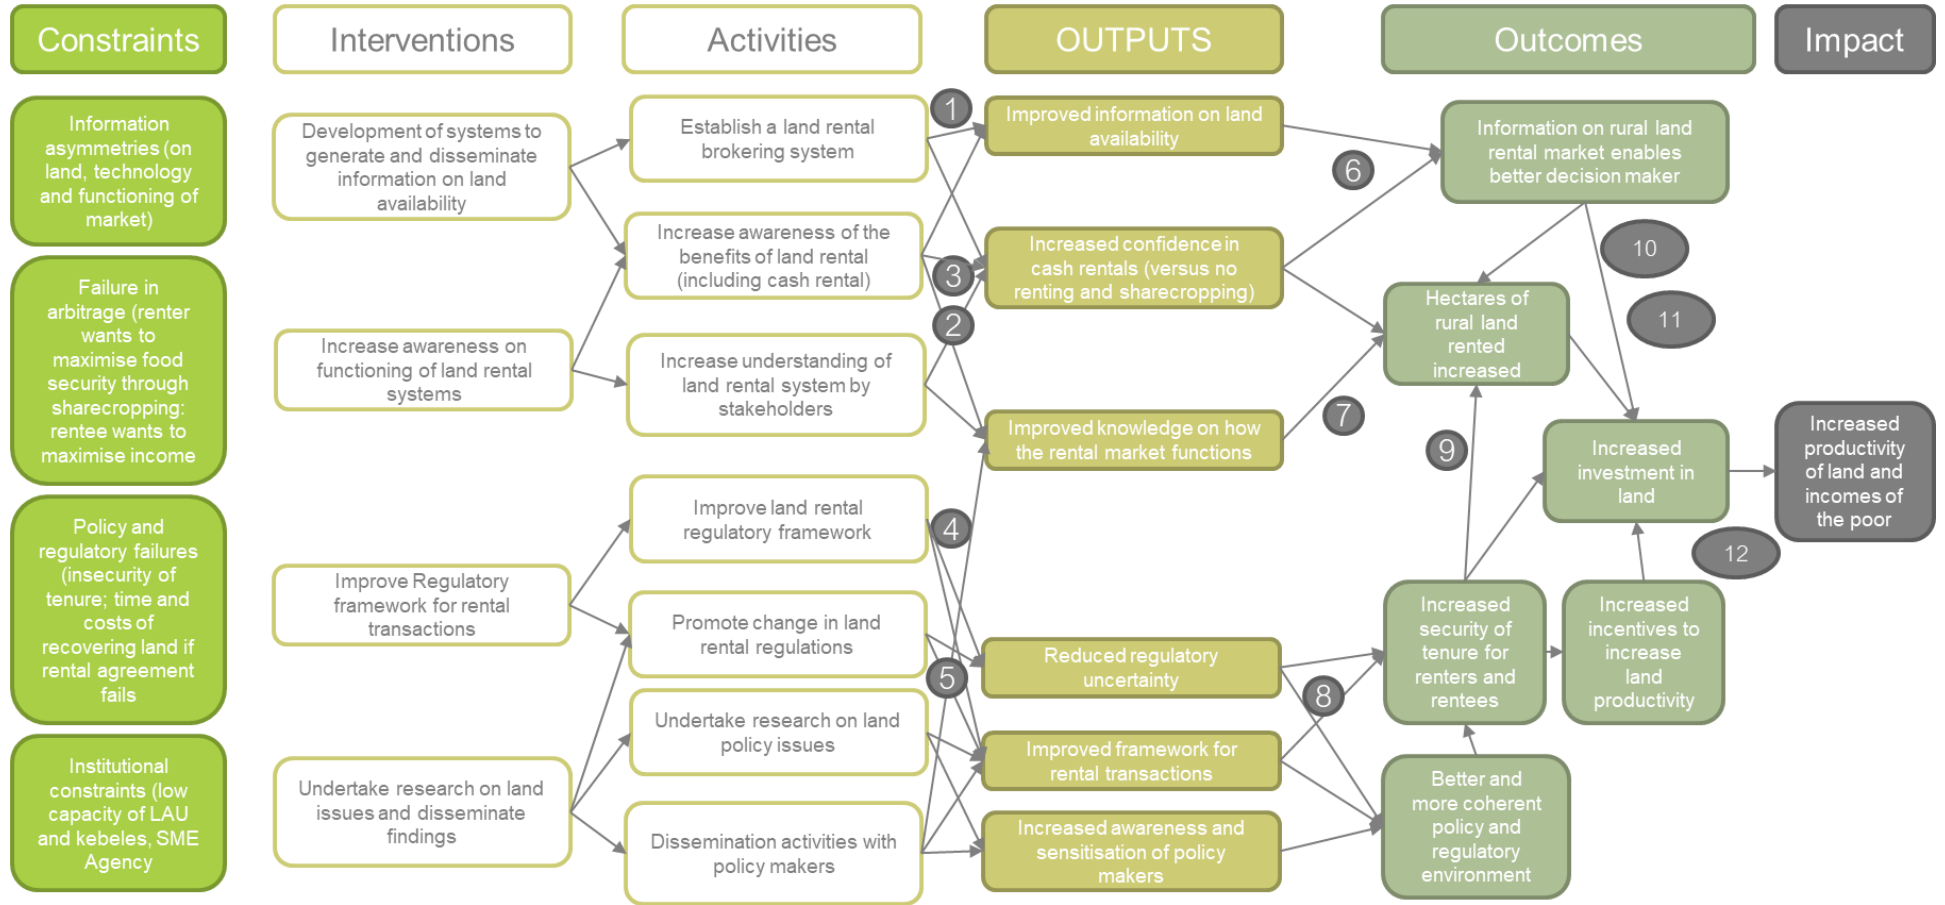 Constraints
Interventions
Activities
OUTPUTS
Outcomes
Impact
Information
asymmetries (on
land, technology
and functioning of
market)
Failure in
arbitrage (renter
wants to
maximise food
security through
sharecropping:
rentee wants to
maximise income
Policy and
regulatory failures
(insecurity of
tenure; time and
costs of
recovering land if
rental agreement
fails
Institutional
constraints (low
capacity of LAU
and kebeles, SME
Agency
Development of systems to
generate and disseminate
information on land
availability
Increase awareness on
functioning of land rental
systems
Improve Regulatory
framework for rental
transactions
Undertake research on land
issues and disseminate
findings
Establish a land rental
brokering system
Increase awareness of the
benefits of land rental
(including cash rental)
Increase understanding of
land rental system by
stakeholders
Improve land rental
regulatory framework
Promote change in land
rental regulations
Undertake research on land
policy issues
Dissemination activities with
policy makers
1
3
2
4
5
Improved information on land
availability
Increased confidence in
cash rentals (versus no
renting and sharecropping)
Improved knowledge on how
the rental market functions
Reduced regulatory
uncertainty
Improved framework for
rental transactions
Increased awareness and
sensitisation of policy
makers
6
7
8
9
10
11
12
Information on rural land
rental market enables
better decision maker
Hectares of
rural land
rented
increased
Increased
investment in
land
Increased
security of
tenure for
renters and
rentees
Increased
incentives to
increase
land
productivity
Better and
more coherent
policy and
regulatory
environment
Increased
productivity
of land and
incomes of
the poor